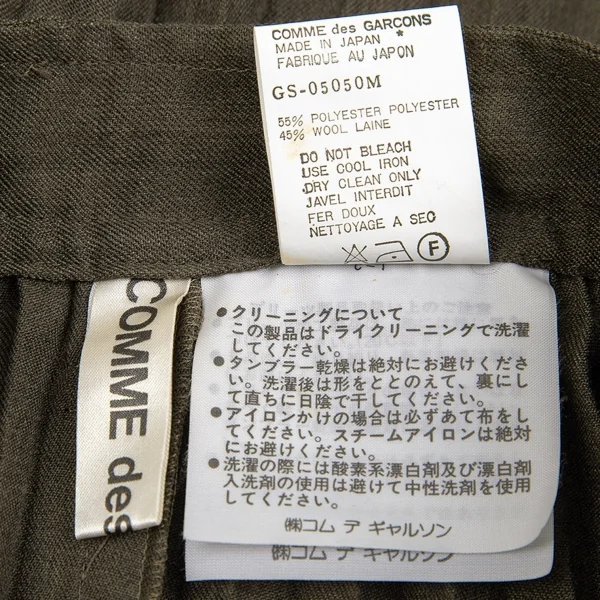 COMME des GARCONS
MADE IN JAPAN *
FABRIQUE AU JAPON
GS-05050M
55% POLYESTER POLYESTER
45% WOOL LAINE
DO NOT BLEACH
USE COOL IRON
DRY CLEAN ONLY
JAVEL INTERDIT
FER DOUX
NETTOYAGE A SEC
F
COMME des
●クリーニングについて
この製品はドライクリーニングで洗濯
してください。
●タンブラー乾燥は絶対にお避けくださ
い。洗濯後は形をととのえて、裏にし
て直ちに日陰で干してください。
●アイロンかけの場合は必ずあて布をし
てください。スチームアイロンは絶対
にお避けください。
●洗濯の際には酸素系漂白剤及び漂白剤
入洗剤の使用は避けて中性洗剤を使用
してください。
㈱コム デ ギャルソン
㈱コム デ ギャルソン